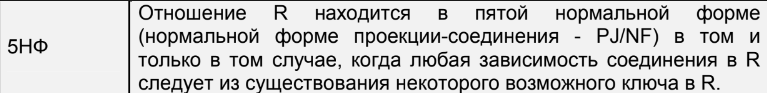 5НФ
Отношение R находится в пятой нормальной форме
(нормальной форме проекции-соединения - PJ/NF) в том и
только в том случае, когда любая зависимость соединения в R
следует из существования некоторого возможного ключа в R.